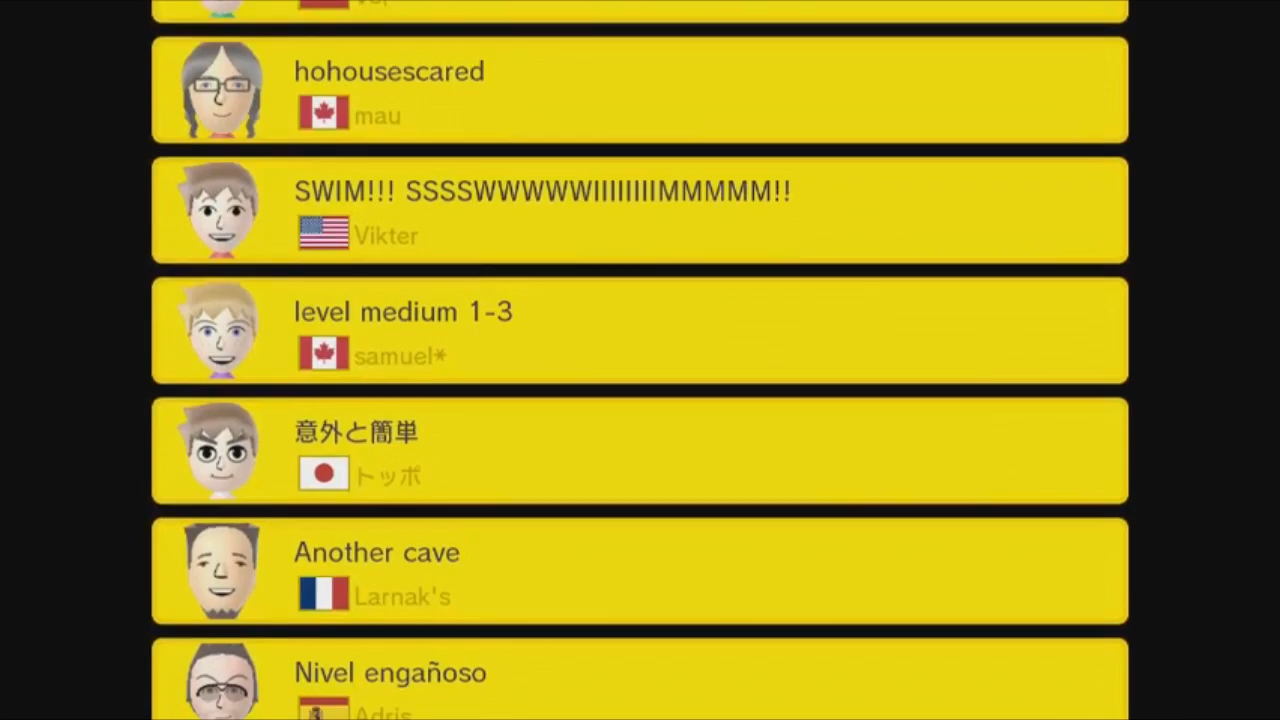 hohousescared
mau
SWIM!!! SSSSWWWWWIIIIIIIIMMMMM!!
Vikter
level medium 1-3
samuel*
意外と簡単
トッポ
Another cave
Larnak's
Nivel engañoso
Adris